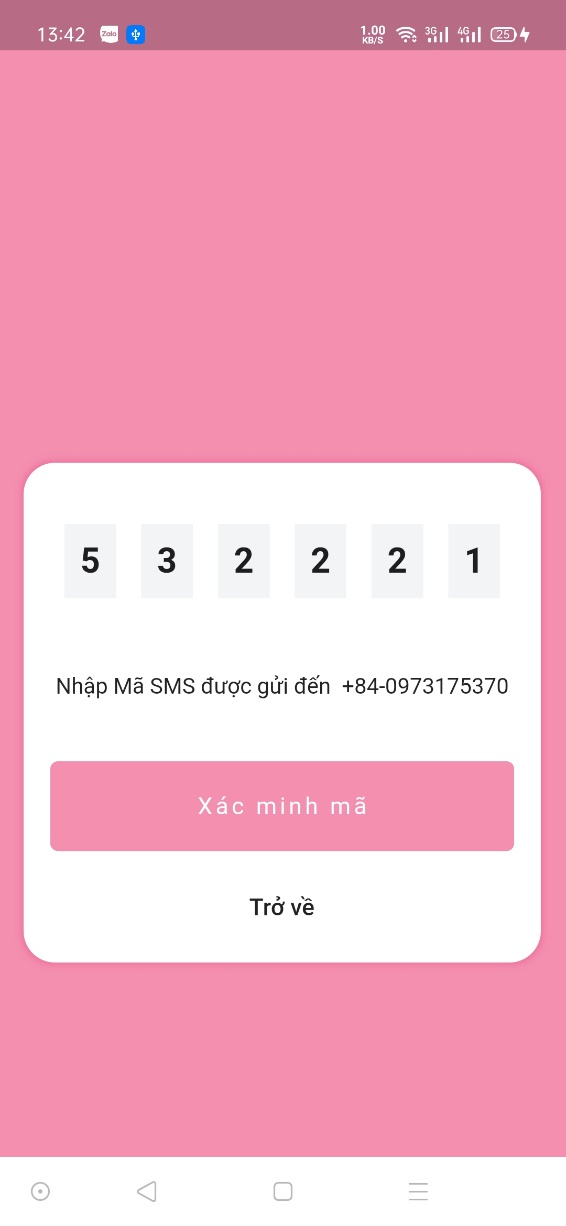 13:42 Zalo 1.00 KB/S 3G 4G 25
5 3 2 2 2 1
Nhập Mã SMS được gửi đến +84-0973175370
Xác minh mã
Trở về